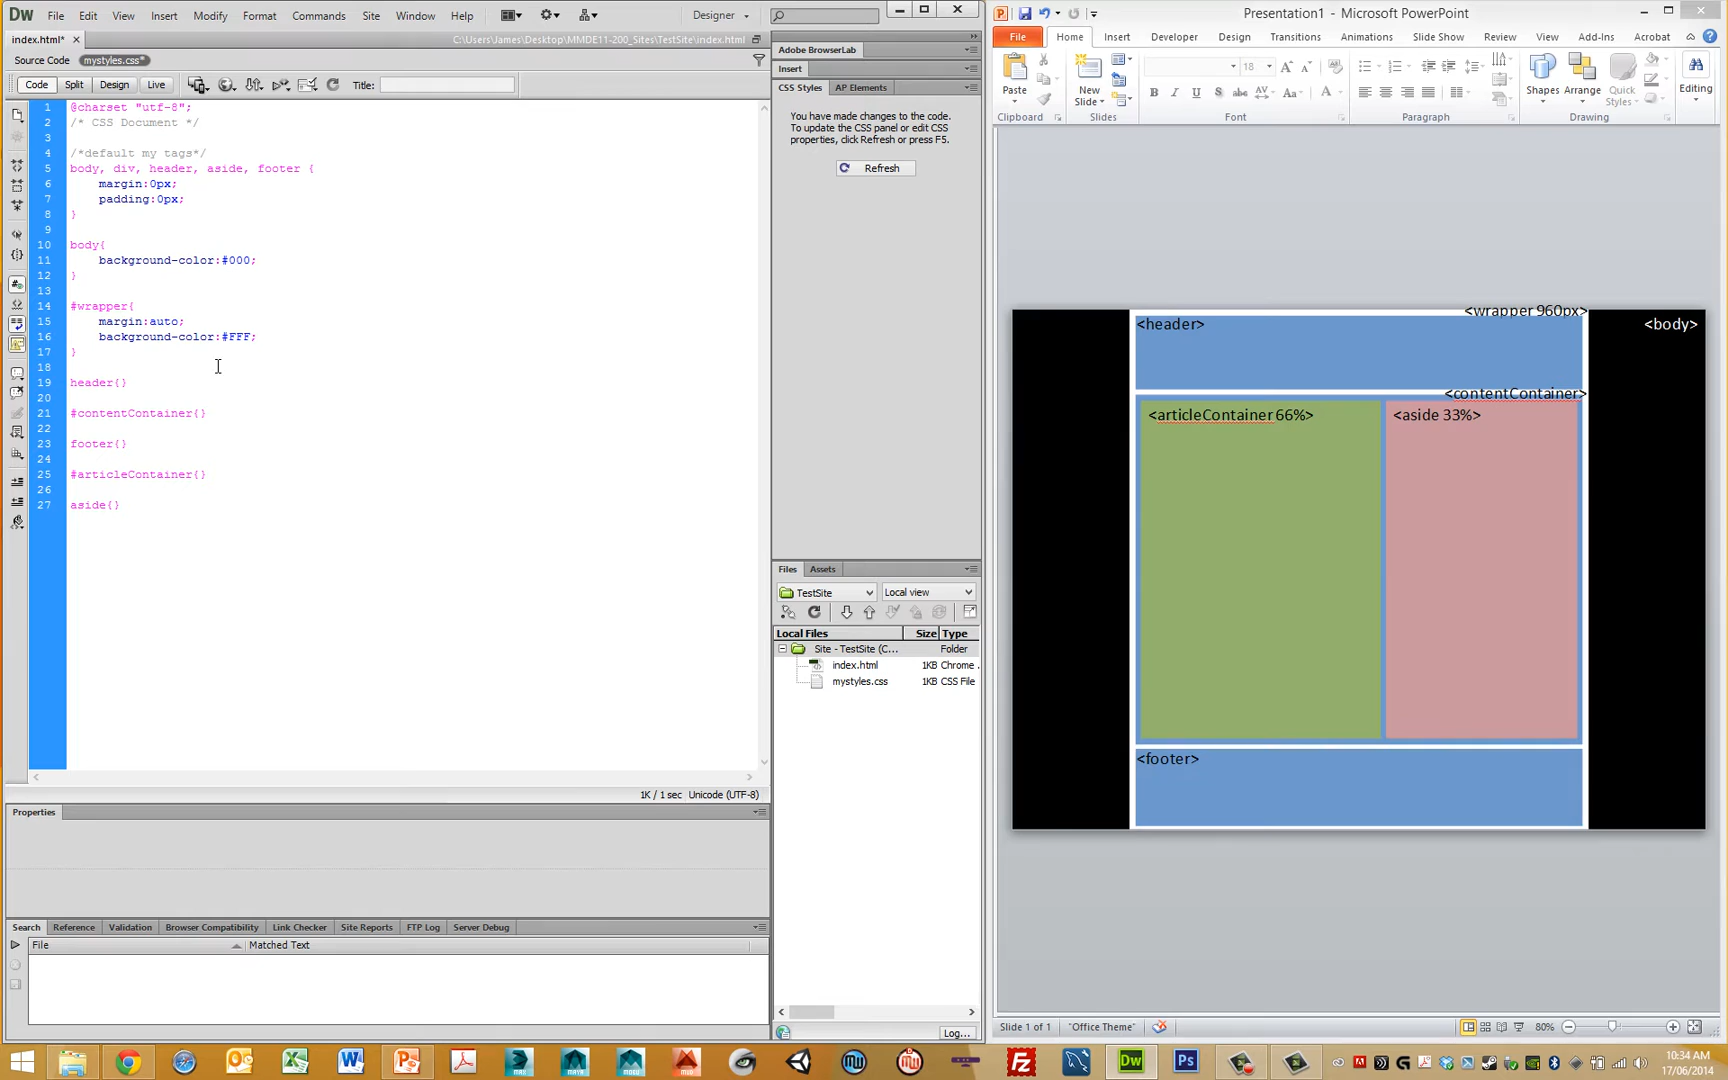 Dw File Edit View Insert Modify Format Commands Site Window Help Designer
index.html* C:\Users\James\Desktop\MMDE11-200_Sites\TestSite\index.html
Source Code mystyles.css*
Code Split Design Live Title:
1 @charset "utf-8";
2 /* CSS Document */
3
4 /*default my tags*/
5 body, div, header, aside, footer {
6 margin:0px;
7 padding:0px;
8 }
9
10 body{
11 background-color:#000;
12 }
13
14 #wrapper{
15 margin:auto;
16 background-color:#FFF;
17 }
18
19 header{}
20
21 #contentContainer{}
22
23 footer{}
24
25 #articleContainer{}
26
27 aside{}
1K / 1 sec Unicode (UTF-8)
Properties
Search Reference Validation Browser Compatibility Link Checker Site Reports FTP Log Server Debug
File Matched Text
Adobe BrowserLab
Insert
CSS Styles AP Elements
You have made changes to the code.
To update the CSS panel or edit CSS
properties, click Refresh or press F5.
Refresh
Files Assets
TestSite Local view
Local Files Size Type
Site - TestSite (C... Folder
index.html 1KB Chrome .
mystyles.css 1KB CSS File
Log...
Presentation1 - Microsoft PowerPoint
File Home Insert Developer Design Transitions Animations Slide Show Review View Add-Ins Acrobat
Paste New Slide 18 Shapes Arrange Quick Styles Editing
Clipboard Slides Font Paragraph Drawing
<wrapper 960px>
<header> <body>
<contentContainer>
<articleContainer 66%> <aside 33%>
<footer>
Slide 1 of 1 "Office Theme" 80%
10:34 AM
17/06/2014